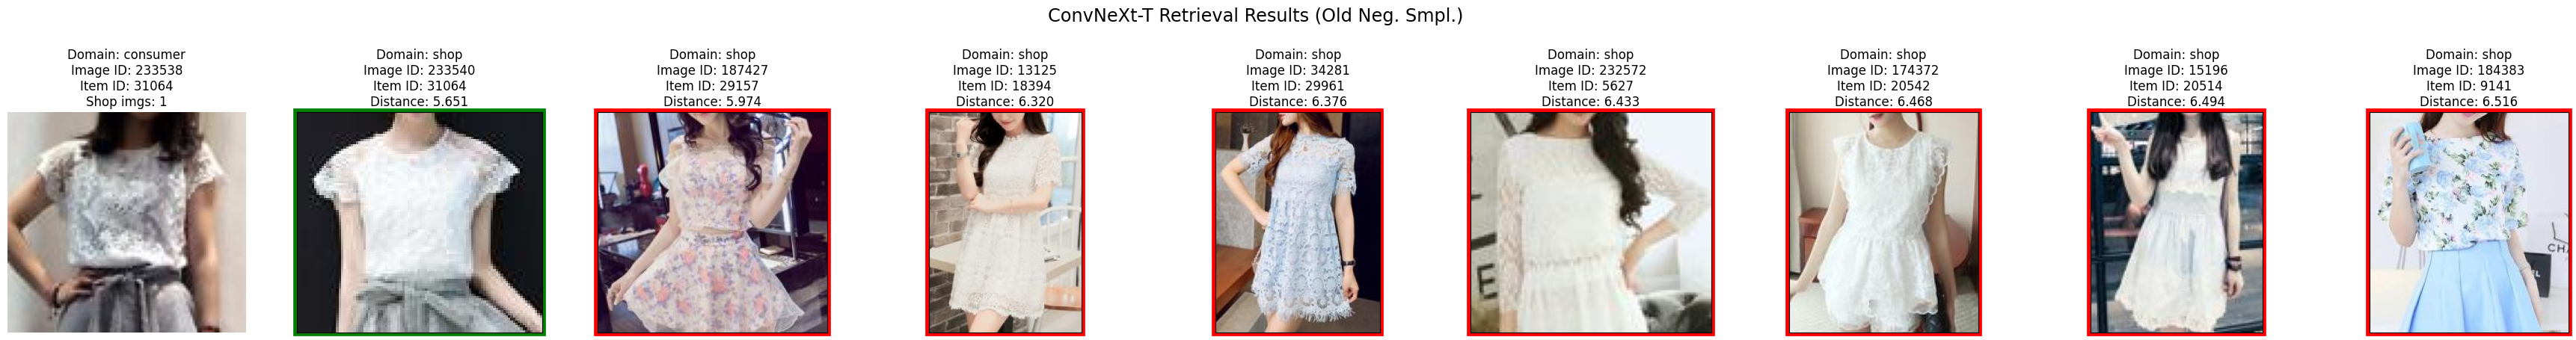 ConvNeXt-T Retrieval Results (Old Neg. Smpl.)
Domain: consumer
Image ID: 233538
Item ID: 31064
Shop imgs: 1
Domain: shop
Image ID: 233540
Item ID: 31064
Distance: 5.651
Domain: shop
Image ID: 187427
Item ID: 29157
Distance: 5.974
Domain: shop
Image ID: 13125
Item ID: 18394
Distance: 6.320
Domain: shop
Image ID: 34281
Item ID: 29961
Distance: 6.376
Domain: shop
Image ID: 232572
Item ID: 5627
Distance: 6.433
Domain: shop
Image ID: 174372
Item ID: 20542
Distance: 6.468
Domain: shop
Image ID: 15196
Item ID: 20514
Distance: 6.494
Domain: shop
Image ID: 184383
Item ID: 9141
Distance: 6.516
CHA